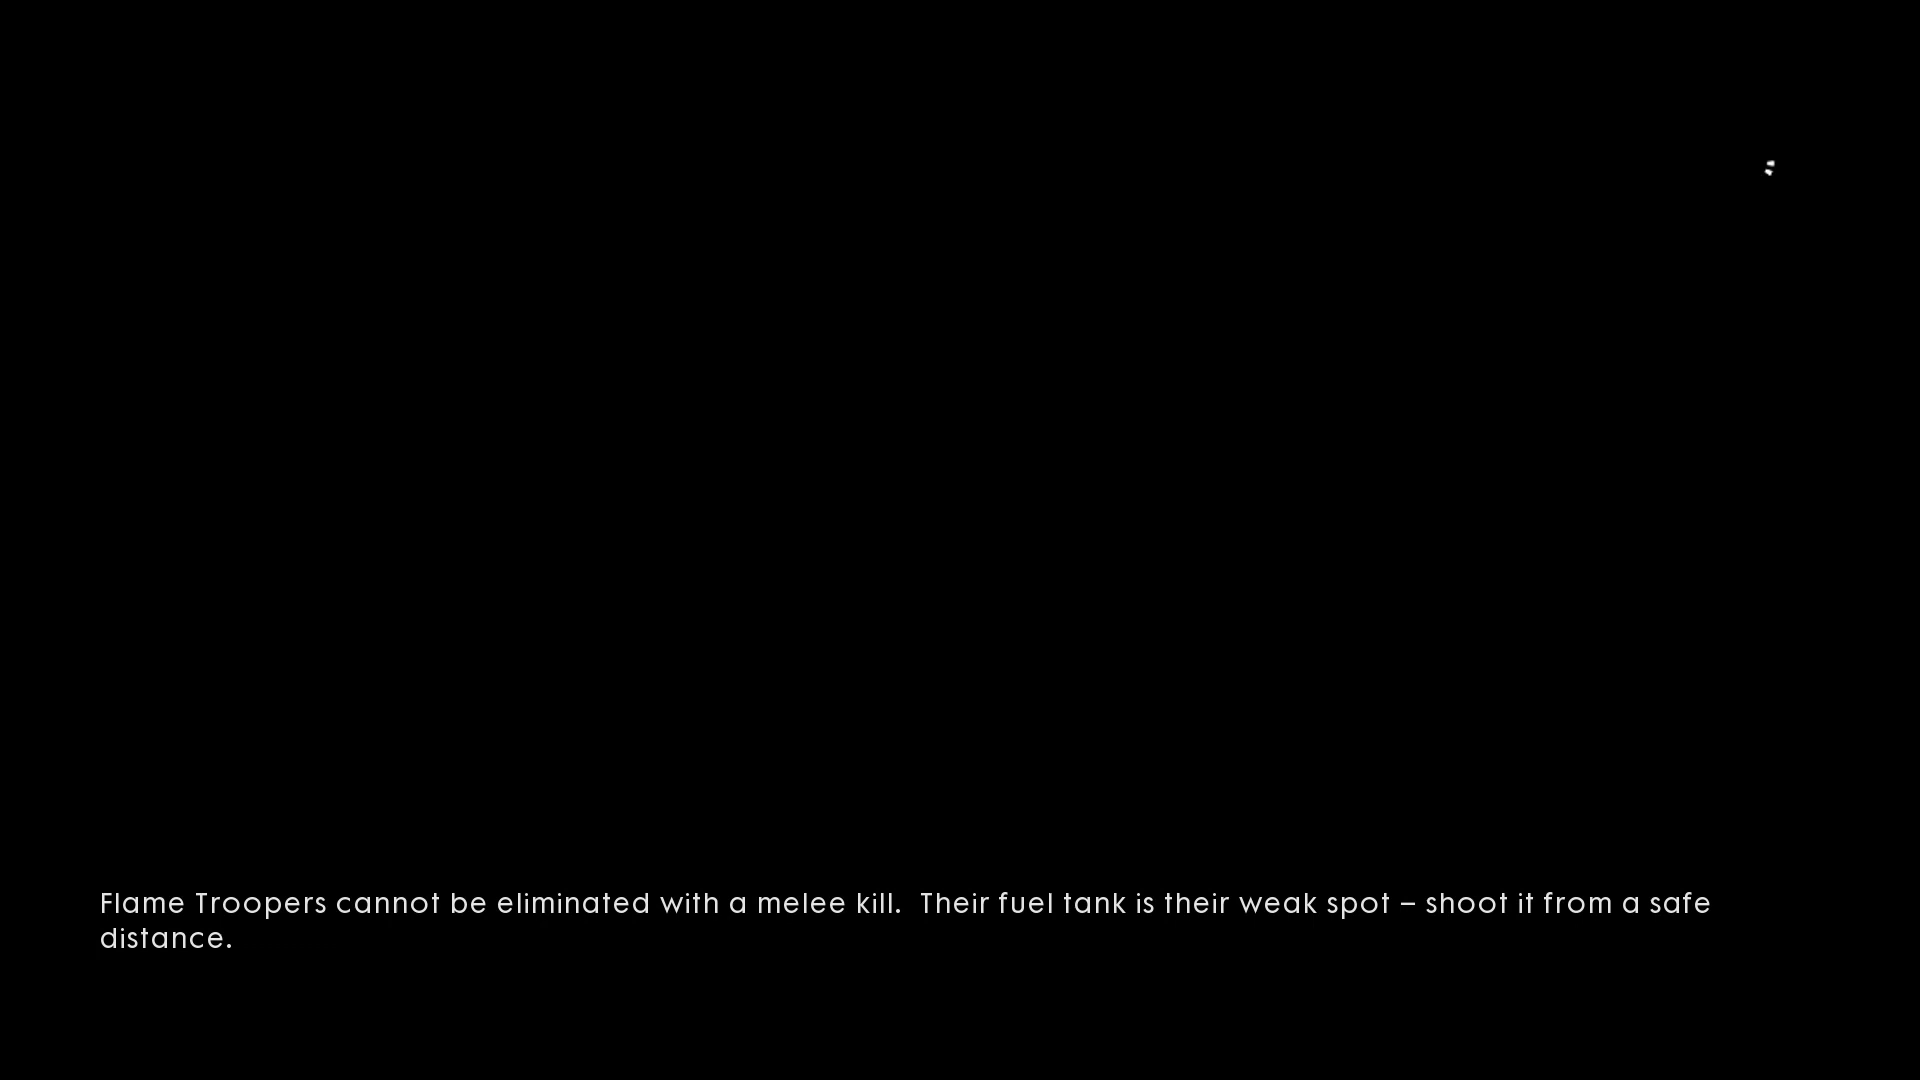 Flame Troopers cannot be eliminated with a melee kill.  Their fuel tank is their weak spot – shoot it from a safe
distance.